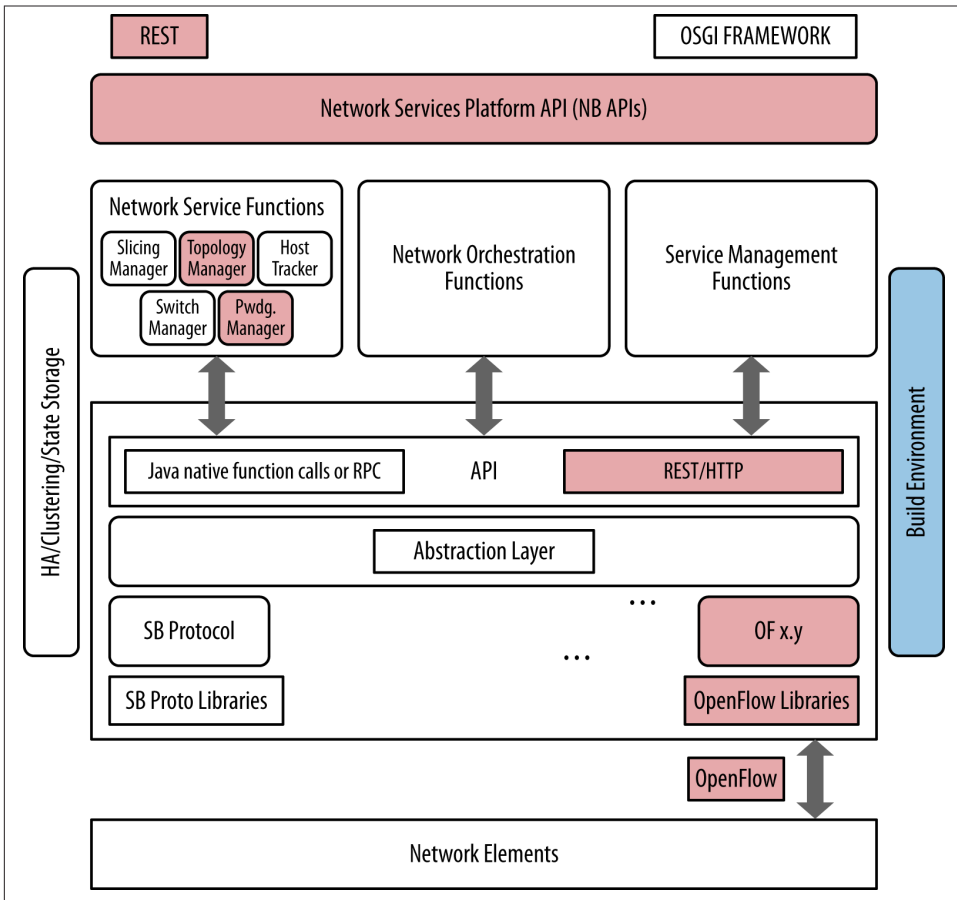 REST
OSGI FRAMEWORK
Network Services Platform API (NB APIs)
Network Service Functions
Slicing
Manager
Topology
Manager
Host
Tracker
Switch
Manager
Pwdg.
Manager
Network Orchestration
Functions
Service Management
Functions
HA/Clustering/State Storage
Build Environment
Java native function calls or RPC
API
REST/HTTP
Abstraction Layer
...
SB Protocol
...
OF x.y
SB Proto Libraries
OpenFlow Libraries
OpenFlow
Network Elements